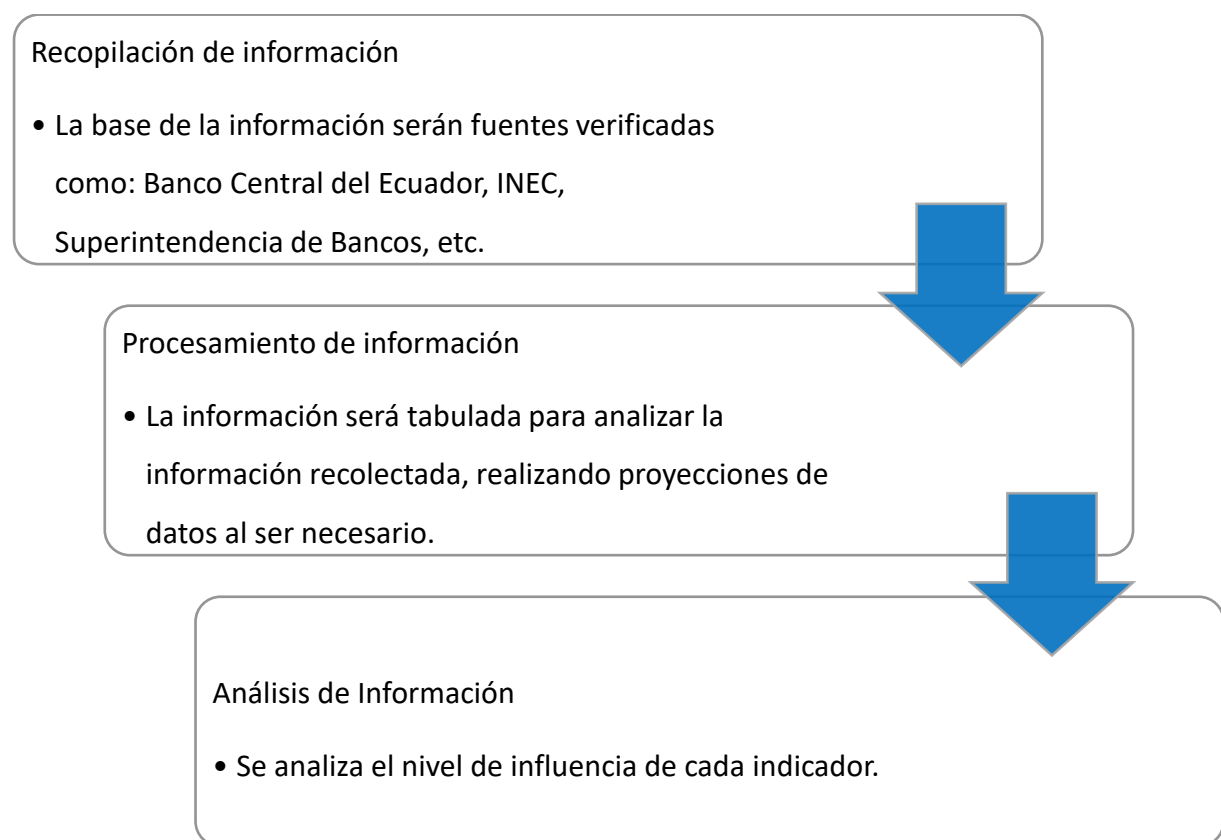 Recopilación de información
• La base de la información serán fuentes verificadas
como: Banco Central del Ecuador, INEC,
Superintendencia de Bancos, etc.
Procesamiento de información
• La información será tabulada para analizar la
información recolectada, realizando proyecciones de
datos al ser necesario.
Análisis de Información
• Se analiza el nivel de influencia de cada indicador.